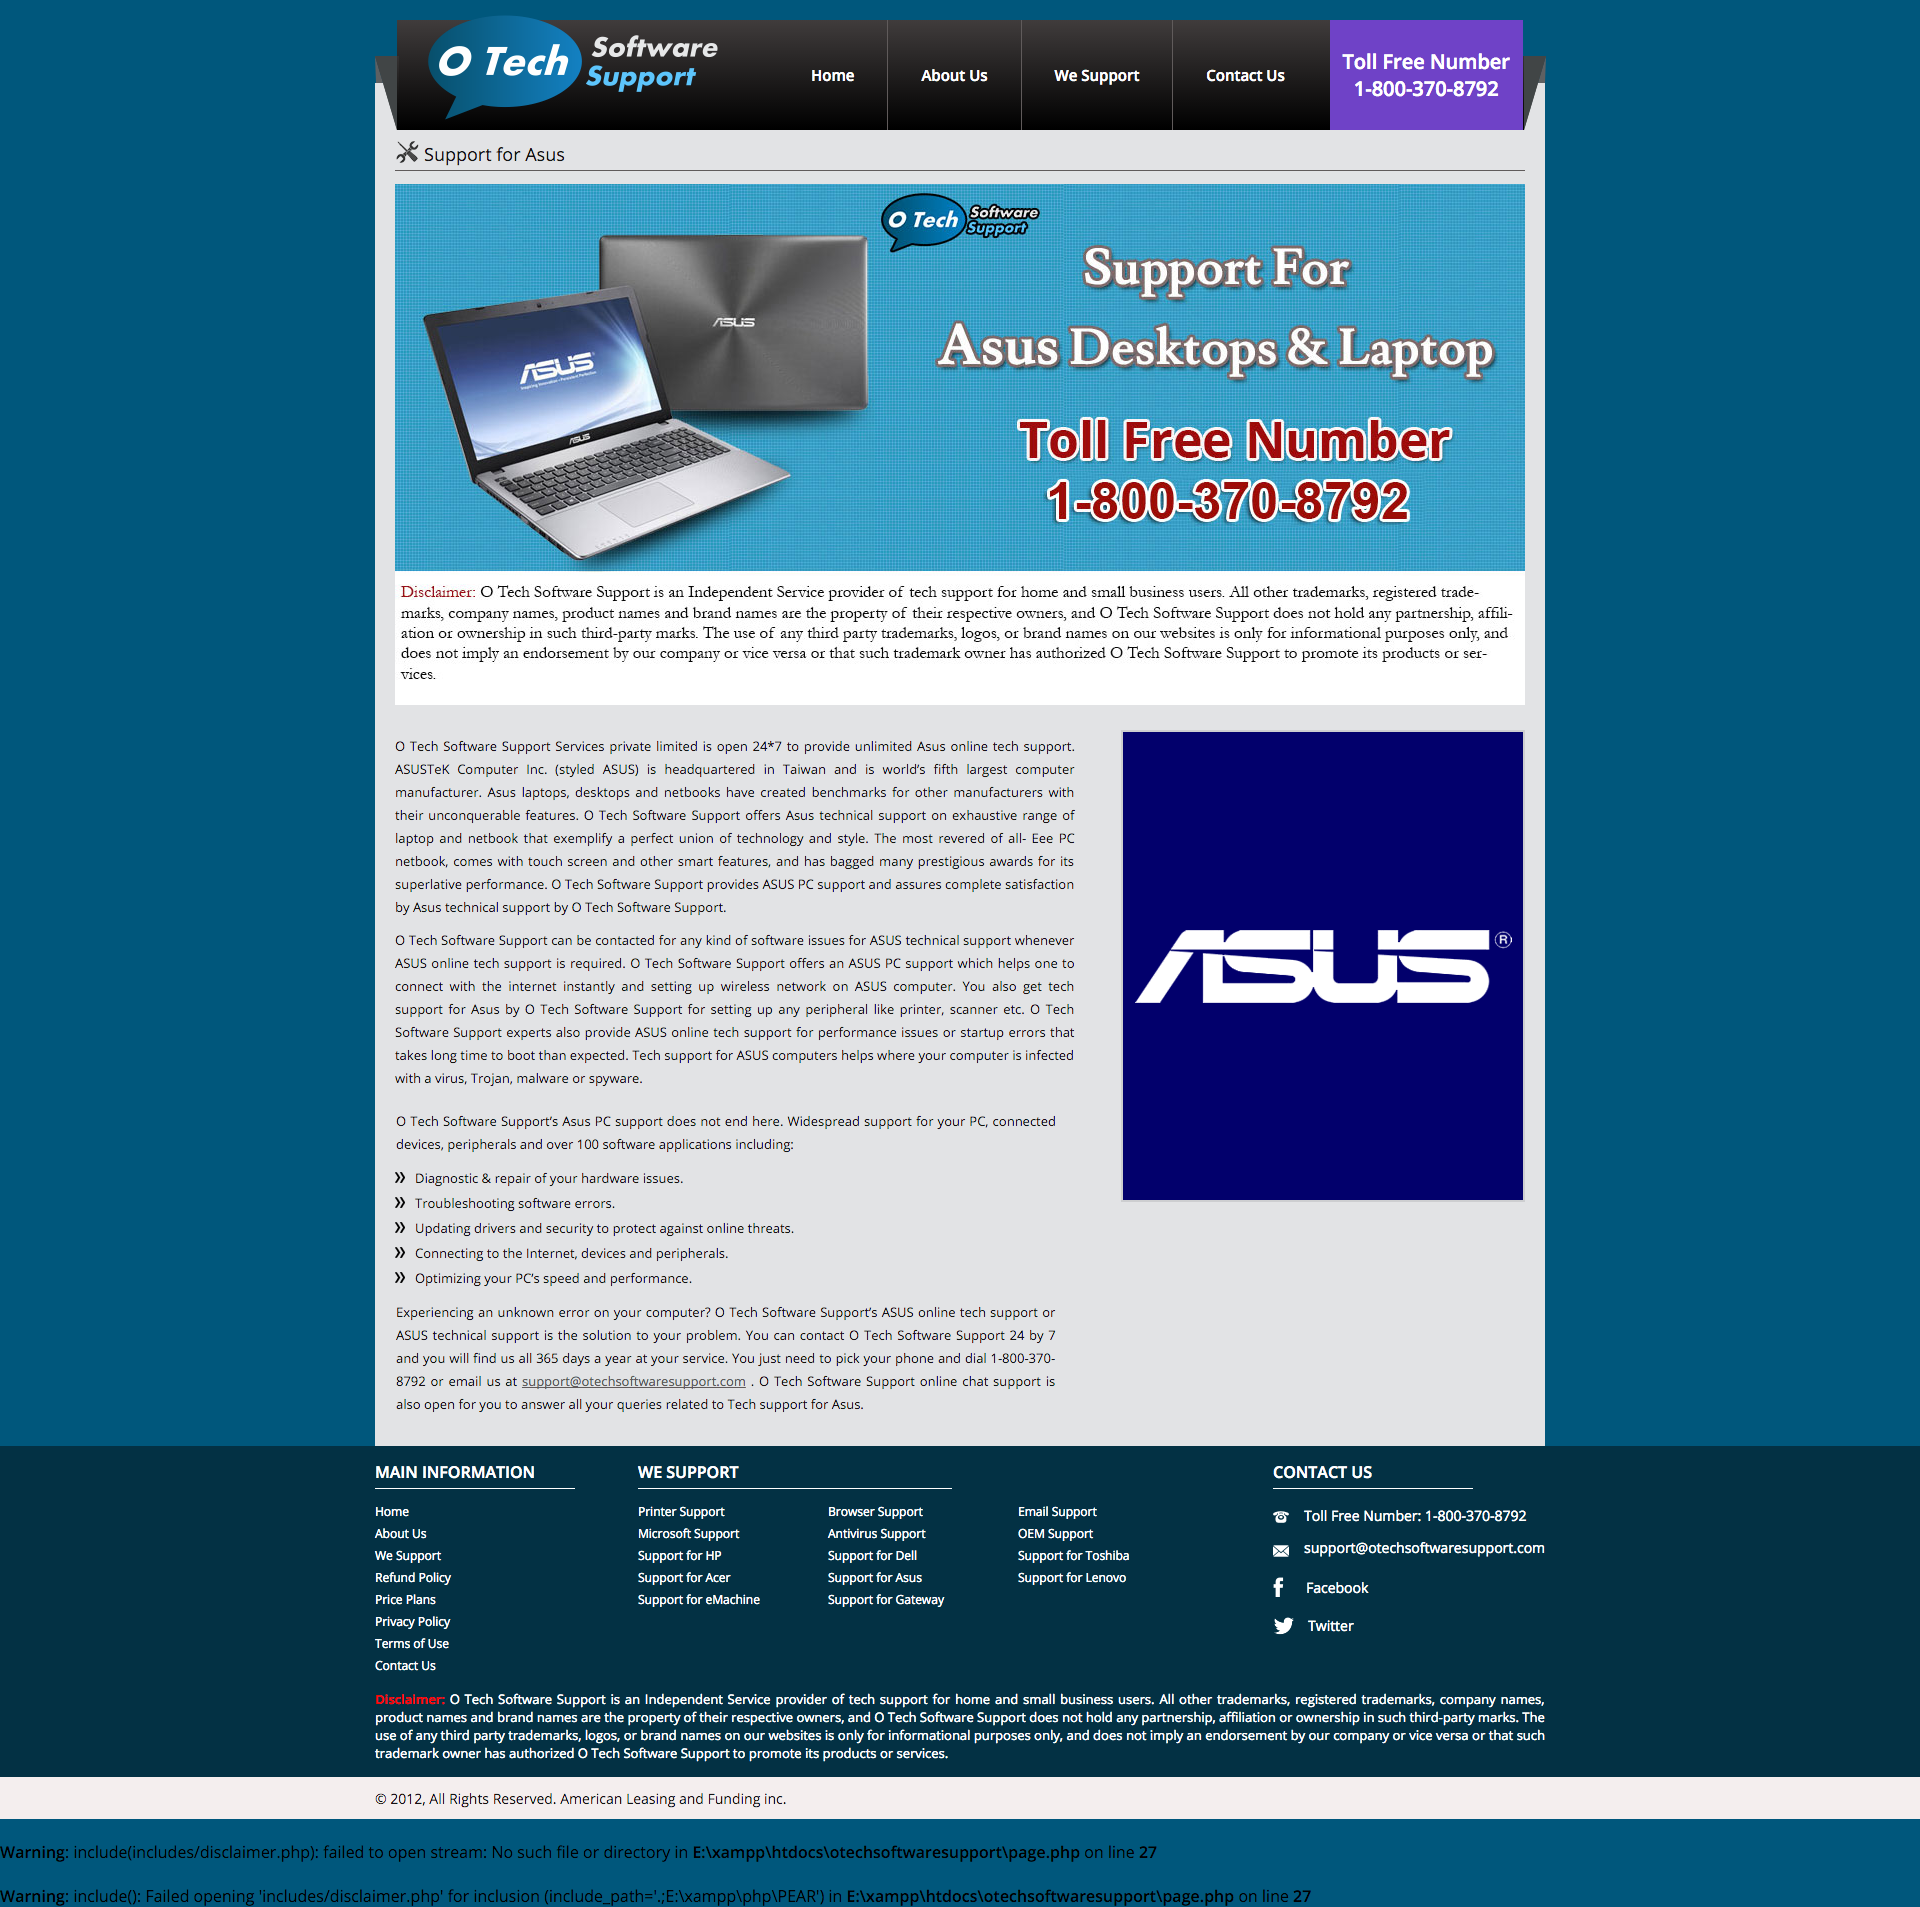 O Tech Software Support
Home
About Us
We Support
Contact Us
Toll Free Number
1-800-370-8792
Support for Asus
O Tech Software Support
Support For
Asus Desktops & Laptop
Toll Free Number
1-800-370-8792
ASUS
ASUS
ASUS
Disclaimer: O Tech Software Support is an Independent Service provider of tech support for home and small business users. All other trademarks, registered trade-
marks, company names, product names and brand names are the property of their respective owners, and O Tech Software Support does not hold any partnership, affili-
ation or ownership in such third-party marks. The use of any third party trademarks, logos, or brand names on our websites is only for informational purposes only, and
does not imply an endorsement by our company or vice versa or that such trademark owner has authorized O Tech Software Support to promote its products or ser-
vices.
O Tech Software Support Services private limited is open 24*7 to provide unlimited Asus online tech support.
ASUSTeK Computer Inc. (styled ASUS) is headquartered in Taiwan and is world's fifth largest computer
manufacturer. Asus laptops, desktops and netbooks have created benchmarks for other manufacturers with
their unconquerable features. O Tech Software Support offers Asus technical support on exhaustive range of
laptop and netbook that exemplify a perfect union of technology and style. The most revered of all- Eee PC
netbook, comes with touch screen and other smart features, and has bagged many prestigious awards for its
superlative performance. O Tech Software Support provides ASUS PC support and assures complete satisfaction
by Asus technical support by O Tech Software Support.
O Tech Software Support can be contacted for any kind of software issues for ASUS technical support whenever
ASUS online tech support is required. O Tech Software Support offers an ASUS PC support which helps one to
connect with the internet instantly and setting up wireless network on ASUS computer. You also get tech
support for Asus by O Tech Software Support for setting up any peripheral like printer, scanner etc. O Tech
Software Support experts also provide ASUS online tech support for performance issues or startup errors that
takes long time to boot than expected. Tech support for ASUS computers helps where your computer is infected
with a virus, Trojan, malware or spyware.
ASUS ®
O Tech Software Support's Asus PC support does not end here. Widespread support for your PC, connected
devices, peripherals and over 100 software applications including:
Diagnostic & repair of your hardware issues.
Troubleshooting software errors.
Updating drivers and security to protect against online threats.
Connecting to the Internet, devices and peripherals.
Optimizing your PC's speed and performance.
Experiencing an unknown error on your computer? O Tech Software Support's ASUS online tech support or
ASUS technical support is the solution to your problem. You can contact O Tech Software Support 24 by 7
and you will find us all 365 days a year at your service. You just need to pick your phone and dial 1-800-370-
8792 or email us at support@otechsoftwaresupport.com . O Tech Software Support online chat support is
also open for you to answer all your queries related to Tech support for Asus.
MAIN INFORMATION
Home
About Us
We Support
Refund Policy
Price Plans
Privacy Policy
Terms of Use
Contact Us
WE SUPPORT
Printer Support
Microsoft Support
Support for HP
Support for Acer
Support for eMachine
Browser Support
Antivirus Support
Support for Dell
Support for Asus
Support for Gateway
Email Support
OEM Support
Support for Toshiba
Support for Lenovo
CONTACT US
Toll Free Number: 1-800-370-8792
support@otechsoftwaresupport.com
Facebook
Twitter
Disclaimer: O Tech Software Support is an Independent Service provider of tech support for home and small business users. All other trademarks, registered trademarks, company names,
product names and brand names are the property of their respective owners, and O Tech Software Support does not hold any partnership, affiliation or ownership in such third-party marks. The
use of any third party trademarks, logos, or brand names on our websites is only for informational purposes only, and does not imply an endorsement by our company or vice versa or that such
trademark owner has authorized O Tech Software Support to promote its products or services.
© 2012, All Rights Reserved. American Leasing and Funding inc.
Warning: include(includes/disclaimer.php): failed to open stream: No such file or directory in E:\xampp\htdocs\otechsoftwaresupport\page.php on line 27
Warning: include(): Failed opening 'includes/disclaimer.php' for inclusion (include_path='.;E:\xampp\php\PEAR') in E:\xampp\htdocs\otechsoftwaresupport\page.php on line 27